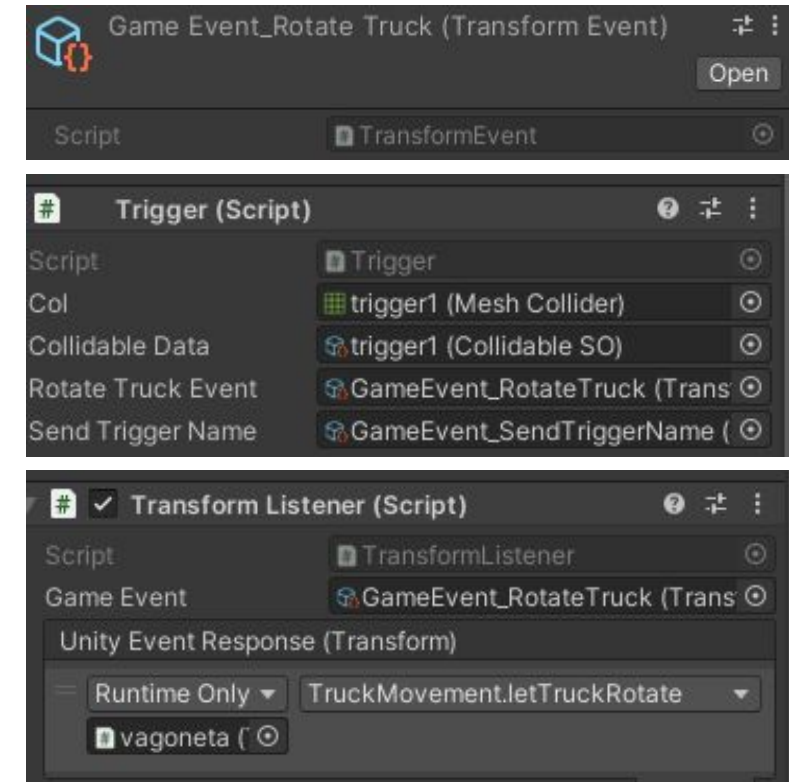 Game Event_Rotate Truck (Transform Event)
Open
Script TransformEvent
# Trigger (Script)
Script Trigger
Col trigger1 (Mesh Collider)
Collidable Data trigger1 (Collidable SO)
Rotate Truck Event GameEvent_RotateTruck (Trans
Send Trigger Name GameEvent_SendTriggerName (
# Transform Listener (Script)
Script TransformListener
Game Event GameEvent_RotateTruck (Trans
Unity Event Response (Transform)
Runtime Only TruckMovement.letTruckRotate
vagoneta (